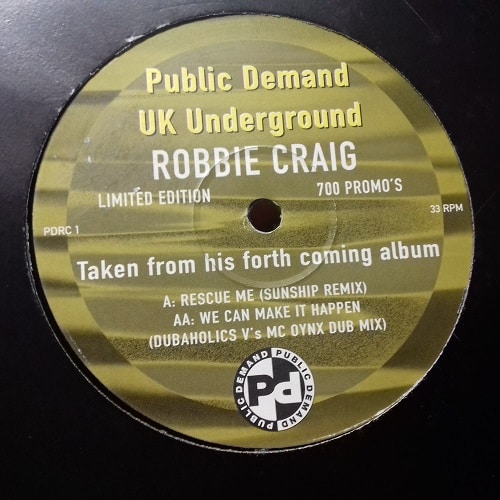 Public Demand
UK Underground
ROBBIE CRAIG
LIMITED EDITION 700 PROMO'S
PDRC 1 33 RPM
Taken from his forth coming album
A: RESCUE ME (SUNSHIP REMIX)
AA: WE CAN MAKE IT HAPPEN
(DUBAHOLICS V's MC OYNX DUB MIX)
PUBLIC DEMAND PUBLIC DEMAND
Pd